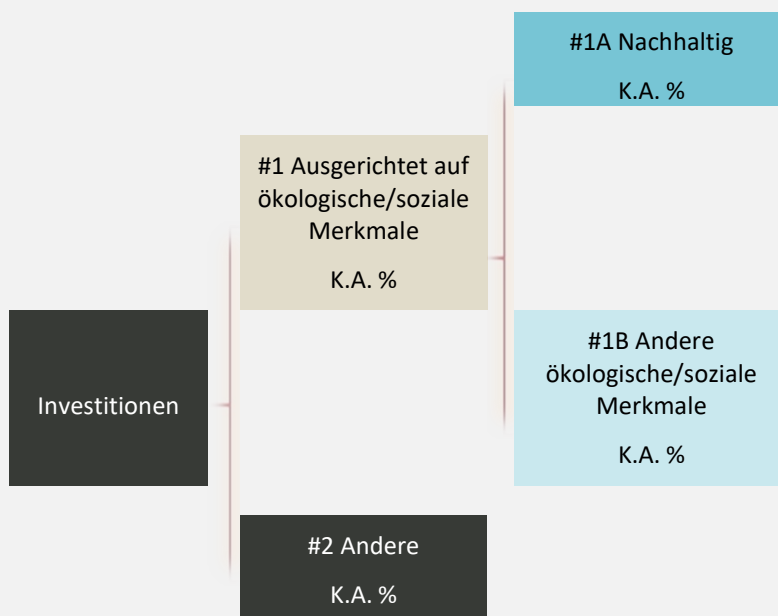 Investitionen
#1 Ausgerichtet auf
ökologische/soziale
Merkmale
K.A. %
#2 Andere
K.A. %
#1A Nachhaltig
K.A. %
#1B Andere
ökologische/soziale
Merkmale
K.A. %